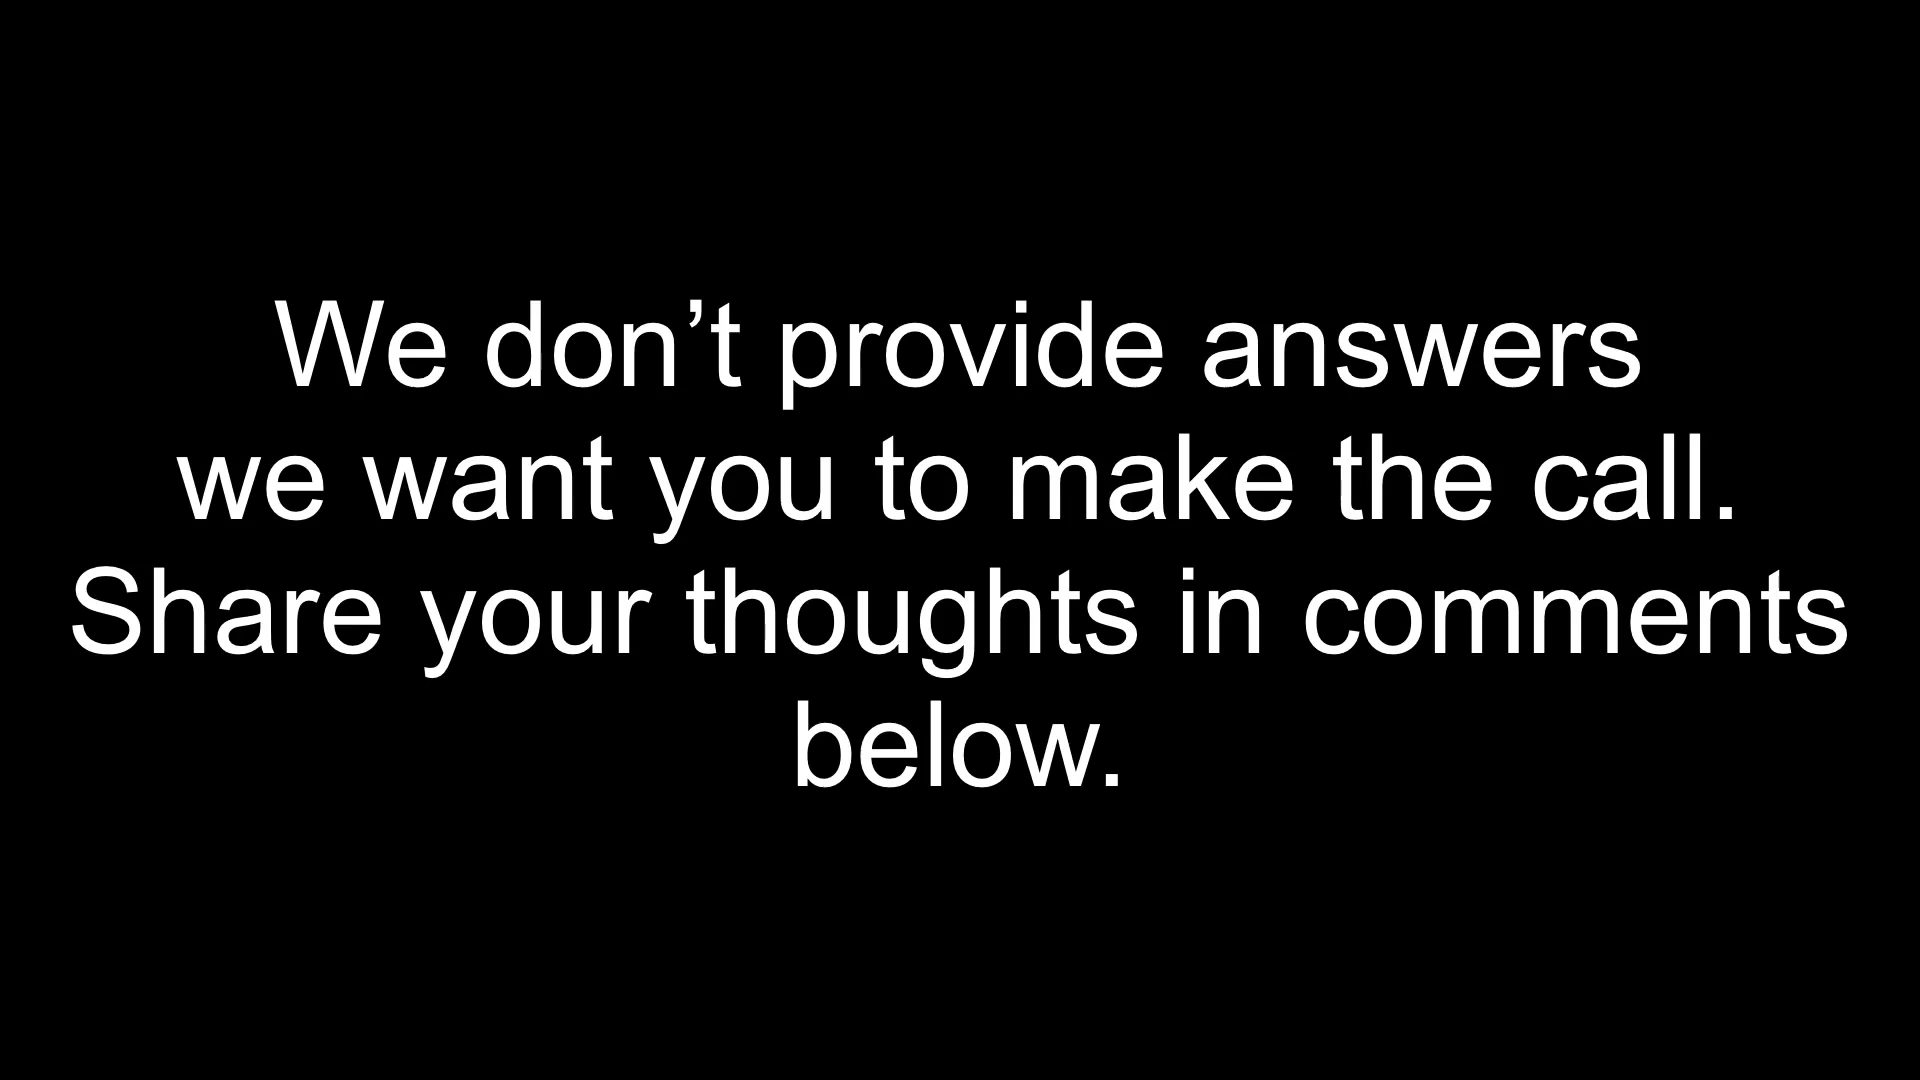 We don’t provide answers
we want you to make the call.
Share your thoughts in comments
below.